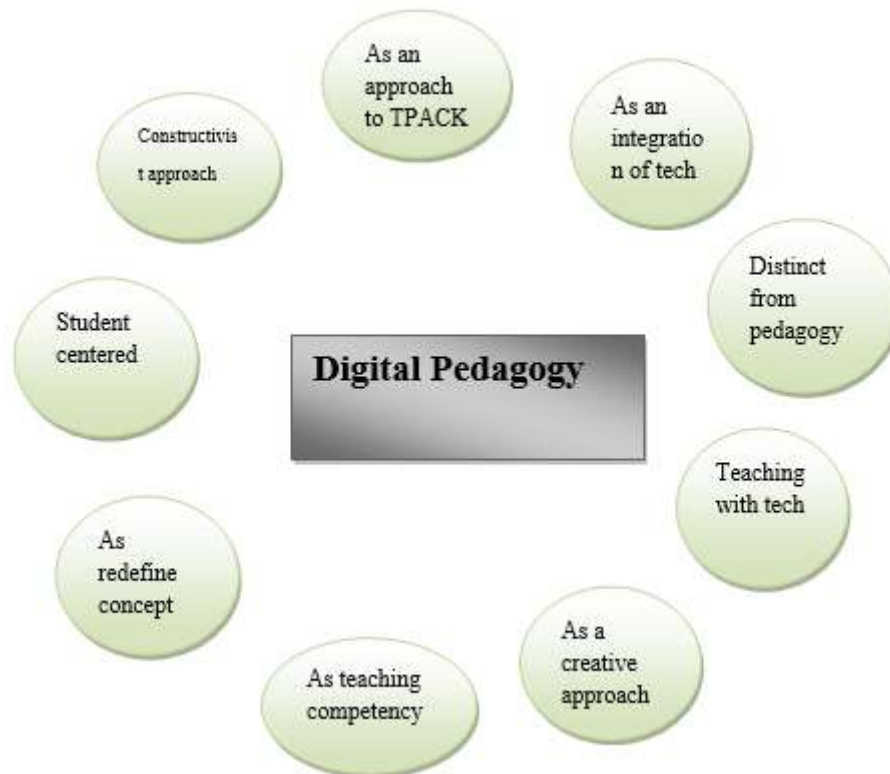 As an
approach
to TPACK
As an
integratio
n of tech
Distinct
from
pedagogy
Teaching
with tech
As a
creative
approach
As teaching
competency
As
redefine
concept
Student
centered
Constructivis
t approach
Digital Pedagogy